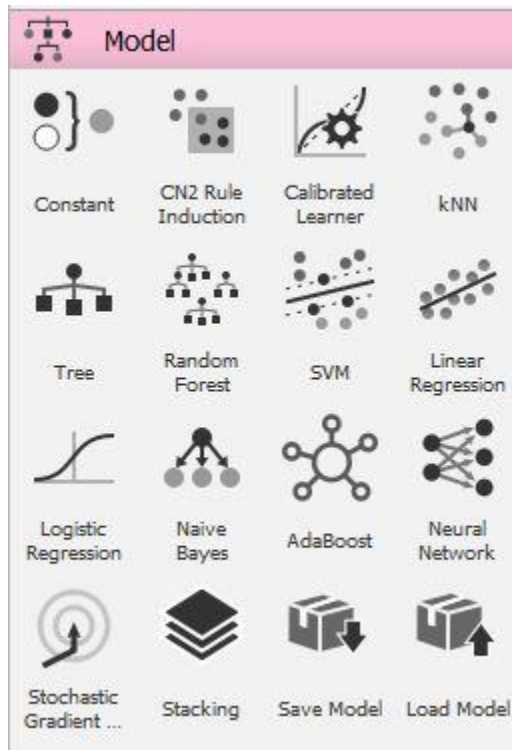 Model
Constant
CN2 Rule
Induction
Calibrated
Learner
kNN
Tree
Random
Forest
SVM
Linear
Regression
Logistic
Regression
Naive
Bayes
AdaBoost
Neural
Network
Stochastic
Gradient ...
Stacking
Save Model
Load Model